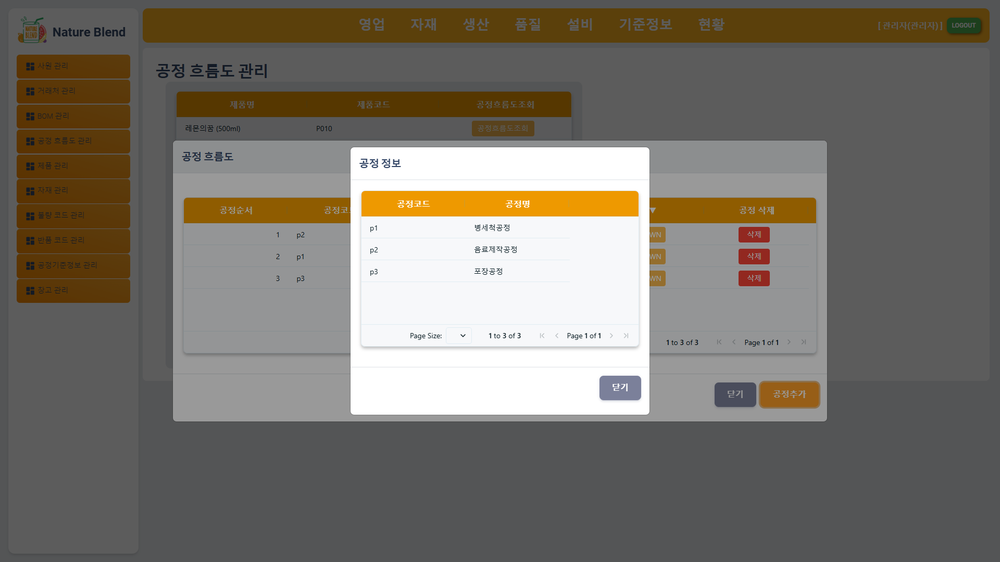 Nature Blend
영업 자재 생산 품질 설비 기준정보 현황
[ 관리자(관리자) ] LOGOUT
사원 관리
거래처 관리
BOM 관리
공정 흐름도 관리
제품 관리
자재 관리
불량 코드 관리
반품 코드 관리
공정기준정보 관리
창고 관리
공정 흐름도 관리
제품명 제품코드 공정흐름도조회
레몬의꿈 (500ml) P010 공정흐름도조회
공정 흐름도
공정순서 공정코 ▼ 공정 삭제
1 p2 WN 삭제
2 p1 WN 삭제
3 p3 WN 삭제
1 to 3 of 3 Page 1 of 1
닫기 공정추가
공정 정보
공정코드 공정명
p1 병세척공정
p2 음료제작공정
p3 포장공정
Page Size: 1 to 3 of 3 Page 1 of 1
닫기